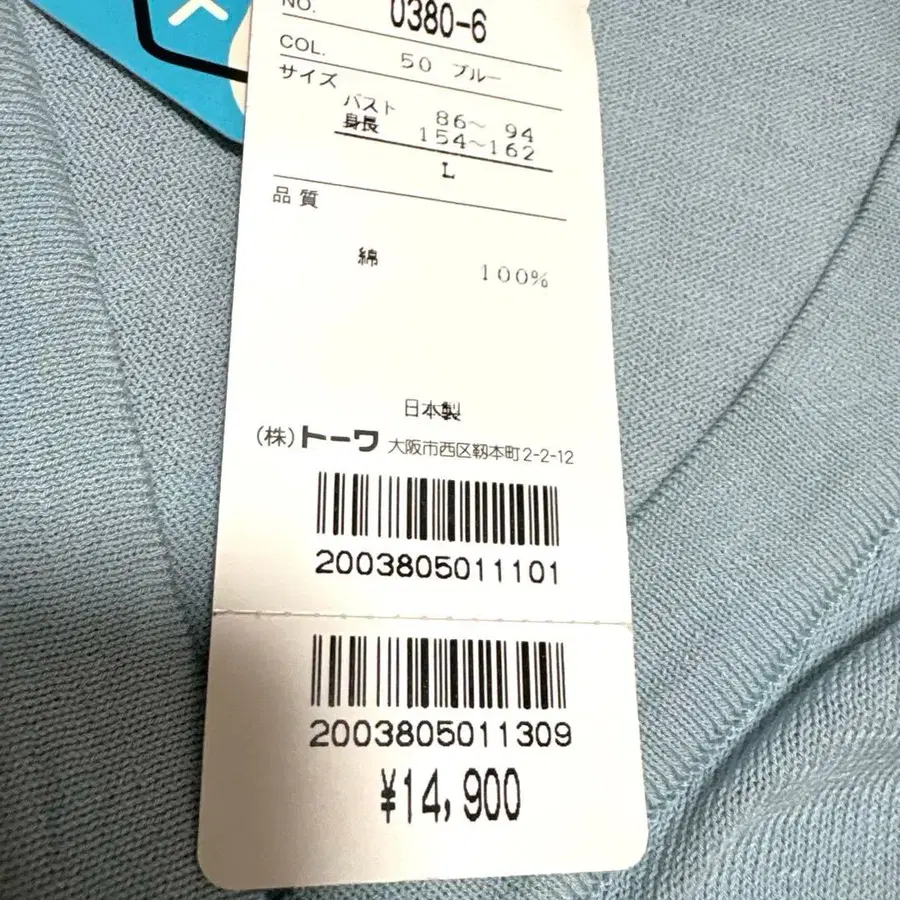 NO. 0380-6
COL. 50 ブルー
サイズ
バスト 86～ 94
身長 154～162
L
品質
綿 100%
日本製
(株)トーワ 大阪市西区靱本町2-2-12
2003805011101
2003805011309
¥14,900